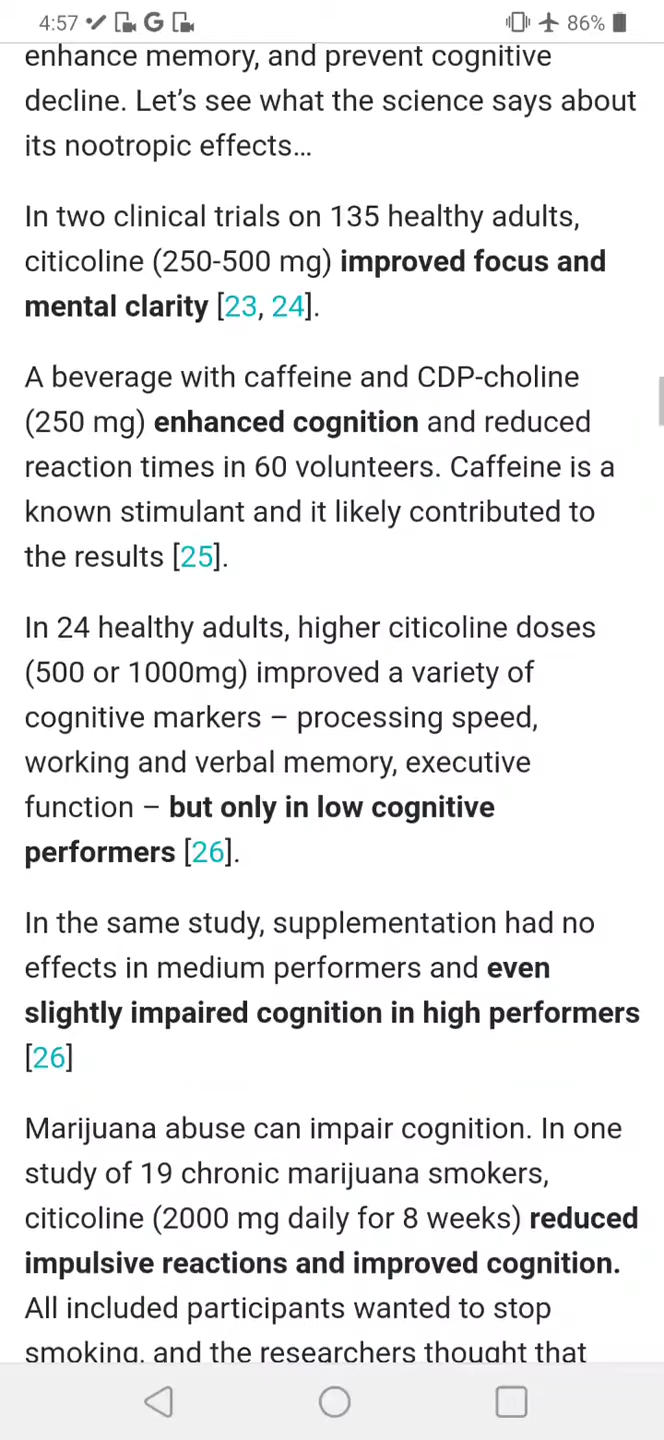 4:57 G 86%
enhance memory, and prevent cognitive
decline. Let's see what the science says about
its nootropic effects...
In two clinical trials on 135 healthy adults,
citicoline (250-500 mg) improved focus and
mental clarity [23, 24].
A beverage with caffeine and CDP-choline
(250 mg) enhanced cognition and reduced
reaction times in 60 volunteers. Caffeine is a
known stimulant and it likely contributed to
the results [25].
In 24 healthy adults, higher citicoline doses
(500 or 1000mg) improved a variety of
cognitive markers – processing speed,
working and verbal memory, executive
function – but only in low cognitive
performers [26].
In the same study, supplementation had no
effects in medium performers and even
slightly impaired cognition in high performers
[26]
Marijuana abuse can impair cognition. In one
study of 19 chronic marijuana smokers,
citicoline (2000 mg daily for 8 weeks) reduced
impulsive reactions and improved cognition.
All included participants wanted to stop
smoking, and the researchers thought that